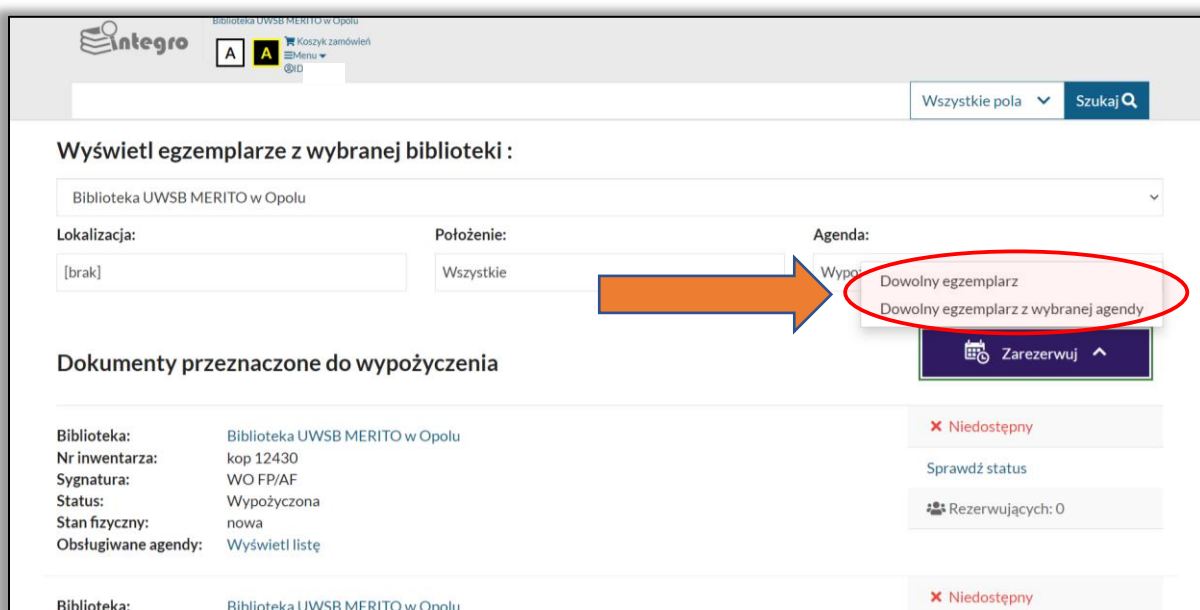 Biblioteka UWSB MERITO w Opolu
integro
A A
Koszyk zamówień
Menu
ID
Wszystkie pola Szukaj
Wyświetl egzemplarze z wybranej biblioteki :
Biblioteka UWSB MERITO w Opolu
Lokalizacja: Położenie: Agenda:
[brak] Wszystkie
Dowolny egzemplarz
Dowolny egzemplarz z wybranej agendy
Zarezerwuj
Dokumenty przeznaczone do wypożyczenia
Biblioteka: Biblioteka UWSB MERITO w Opolu
Nr inwentarza: kop 12430
Sygnatura: WO FP/AF
Status: Wypożyczona
Stan fizyczny: nowa
Obsługiwane agendy: Wyświetl listę
Niedostępny
Sprawdź status
Rezerwujących: 0
Biblioteka: Biblioteka UWSB MERITO w Opolu
Niedostępny